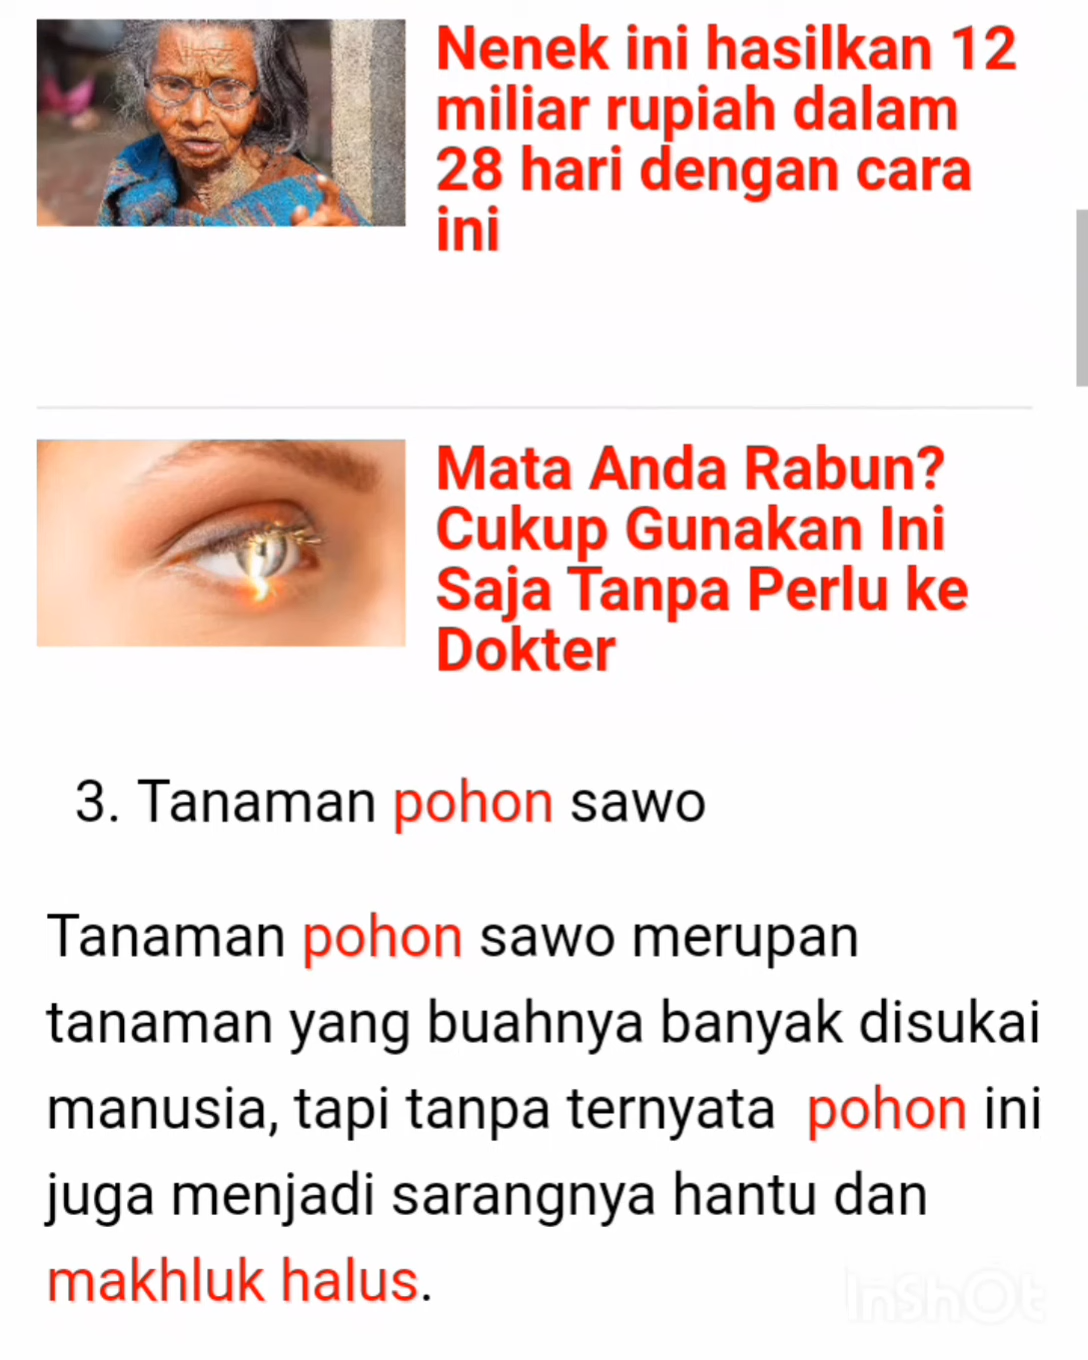 Nenek ini hasilkan 12
miliar rupiah dalam
28 hari dengan cara
ini
Mata Anda Rabun?
Cukup Gunakan Ini
Saja Tanpa Perlu ke
Dokter
3. Tanaman pohon sawo
Tanaman pohon sawo merupan
tanaman yang buahnya banyak disukai
manusia, tapi tanpa ternyata pohon ini
juga menjadi sarangnya hantu dan
makhluk halus.
InShOt